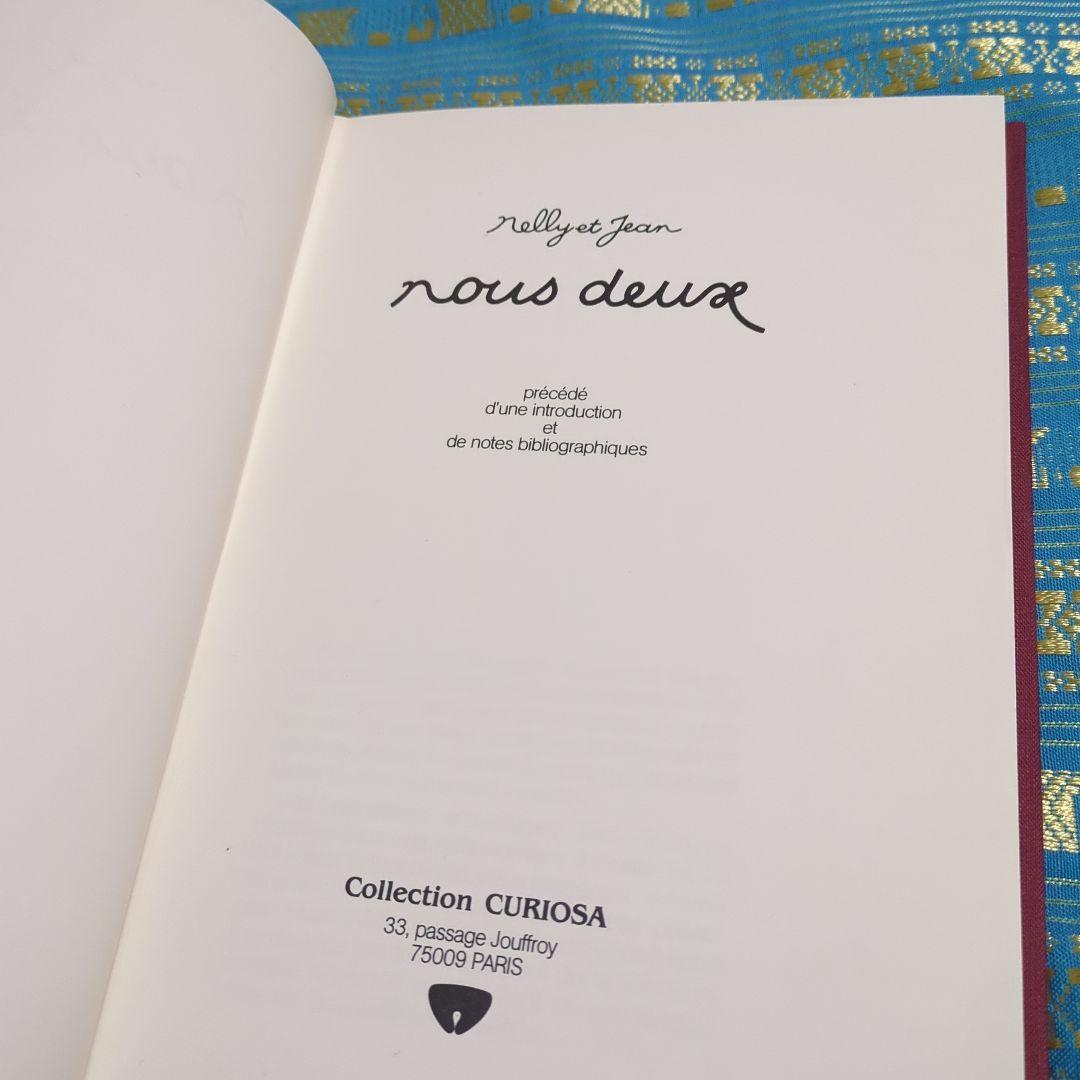 nelly et Jean
nous deux
précédé
d'une introduction
et
de notes bibliographiques
Collection CURIOSA
33, passage Jouffroy
75009 PARIS